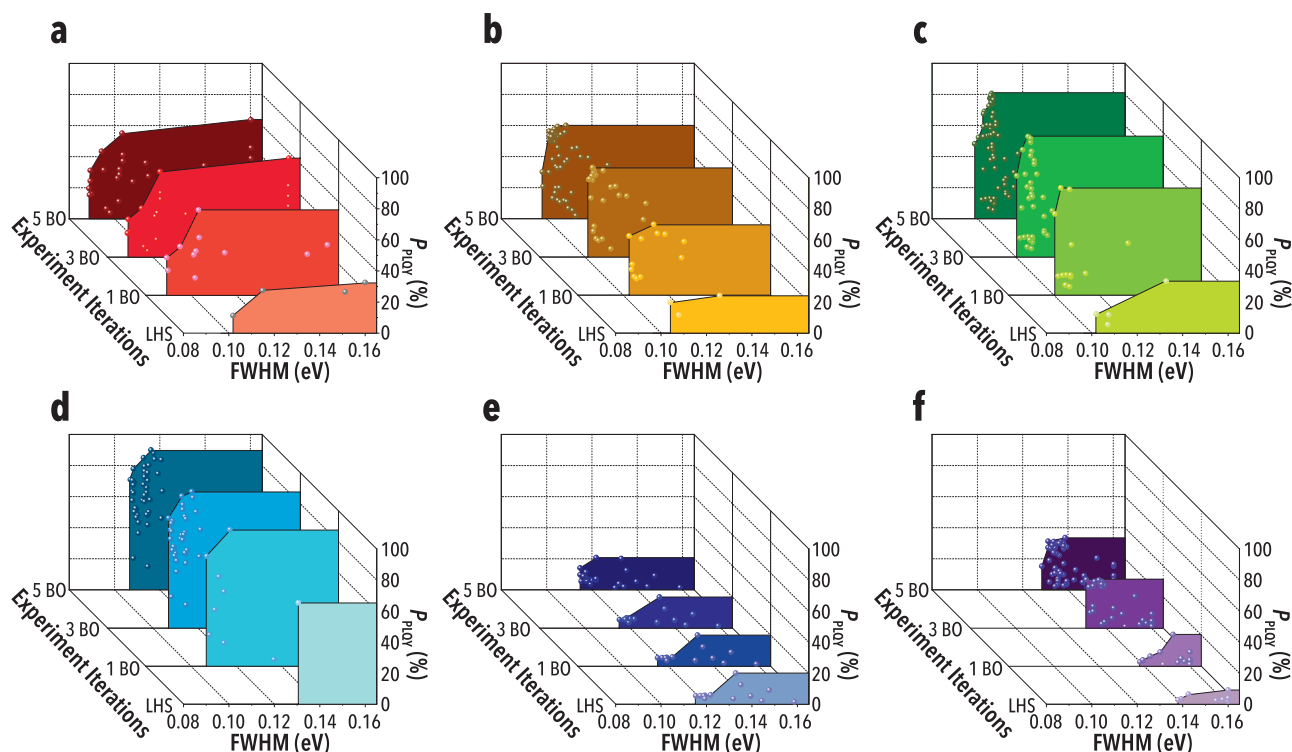 a
100
80
60
40
20
0
P PLQY (%)
5 BO
3 BO
1 BO
LHS
Experiment Iterations
0.08 0.10 0.12 0.14 0.16
FWHM (eV)
b
100
80
60
40
20
0
P PLQY (%)
5 BO
3 BO
1 BO
LHS
Experiment Iterations
0.08 0.10 0.12 0.14 0.16
FWHM (eV)
c
100
80
60
40
20
0
P PLQY (%)
5 BO
3 BO
1 BO
LHS
Experiment Iterations
0.08 0.10 0.12 0.14 0.16
FWHM (eV)
d
100
80
60
40
20
0
P PLQY (%)
5 BO
3 BO
1 BO
LHS
Experiment Iterations
0.08 0.10 0.12 0.14 0.16
FWHM (eV)
e
100
80
60
40
20
0
P PLQY (%)
5 BO
3 BO
1 BO
LHS
Experiment Iterations
0.08 0.10 0.12 0.14 0.16
FWHM (eV)
f
100
80
60
40
20
0
P PLQY (%)
5 BO
3 BO
1 BO
LHS
Experiment Iterations
0.08 0.10 0.12 0.14 0.16
FWHM (eV)